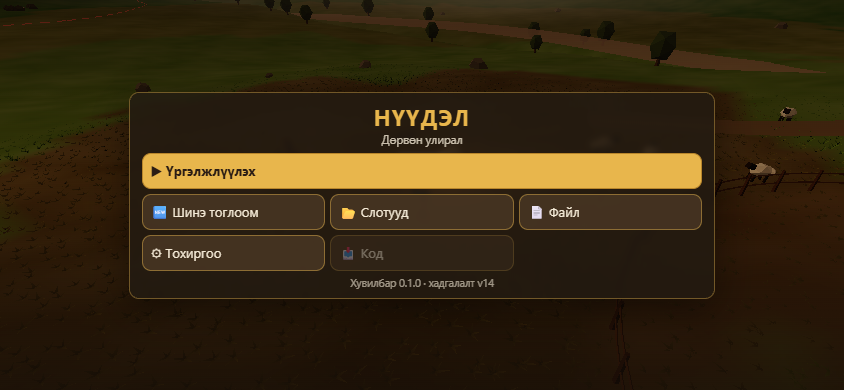 НҮҮДЭЛ
Дөрвөн улирал
▶ Үргэлжлүүлэх
🆕 Шинэ тоглоом
📂 Слотууд
📄 Файл
⚙ Тохиргоо
📥 Код
Хувилбар 0.1.0 · хадгалалт v14